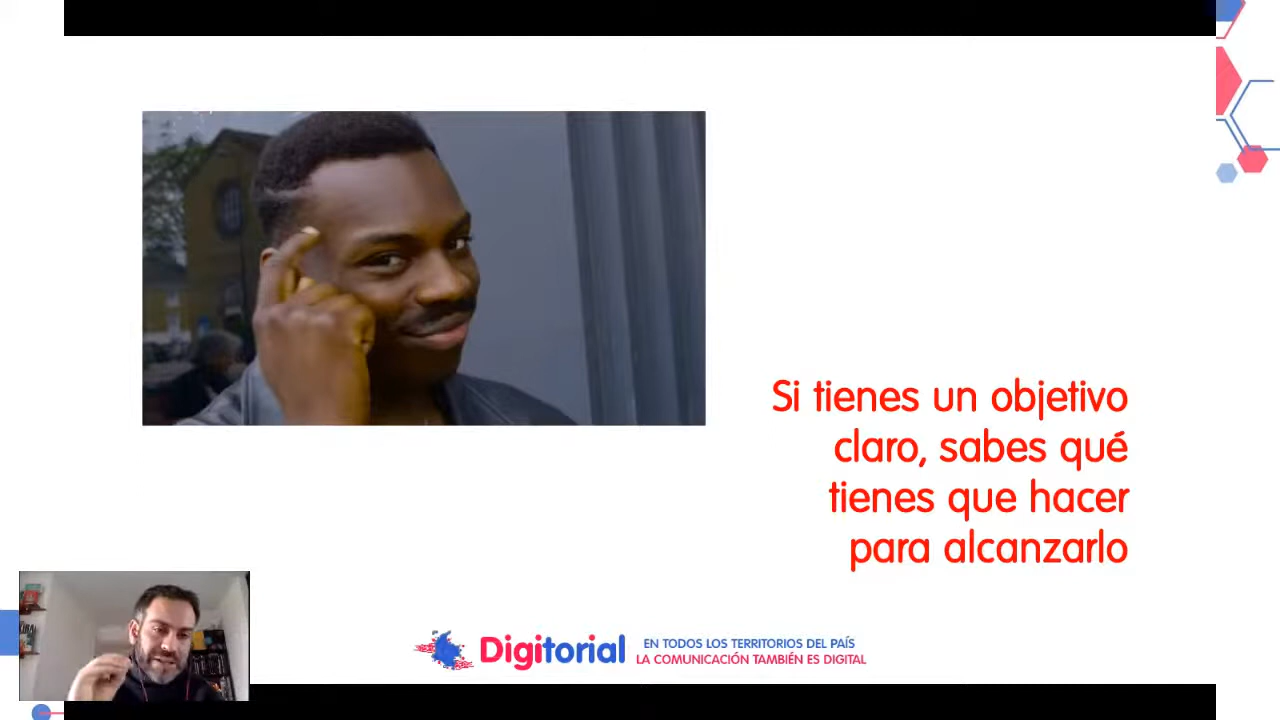 Si tienes un objetivo
claro, sabes qué
tienes que hacer
para alcanzarlo
Digitorial
EN TODOS LOS TERRITORIOS DEL PAÍS
LA COMUNICACIÓN TAMBIÉN ES DIGITAL